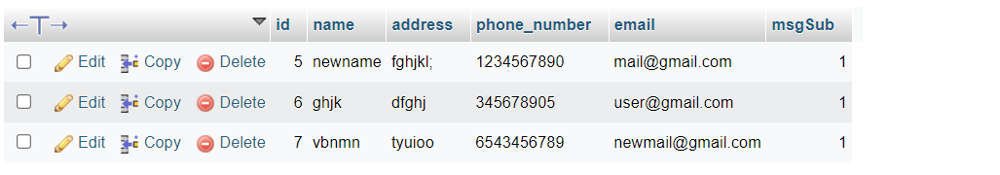 id name address phone_number email msgSub
Edit Copy Delete 5 newname fghjkl; 1234567890 mail@gmail.com 1
Edit Copy Delete 6 ghjk dfghj 345678905 user@gmail.com 1
Edit Copy Delete 7 vbnmn tyuioo 6543456789 newmail@gmail.com 1